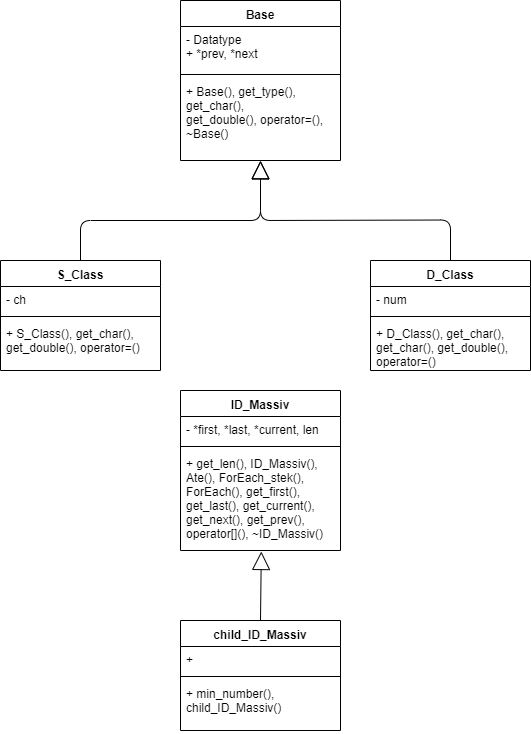 Base
- Datatype
+ *prev, *next
+ Base(), get_type(),
get_char(),
get_double(), operator=(),
~Base()
S_Class
- ch
+ S_Class(), get_char(),
get_double(), operator=()
D_Class
- num
+ D_Class(), get_char(),
get_char(), get_double(),
operator=()
ID_Massiv
- *first, *last, *current, len
+ get_len(), ID_Massiv(),
Ate(), ForEach_stek(),
ForEach(), get_first(),
get_last(), get_current(),
get_next(), get_prev(),
operator[](), ~ID_Massiv()
child_ID_Massiv
+
+ min_number(),
child_ID_Massiv()